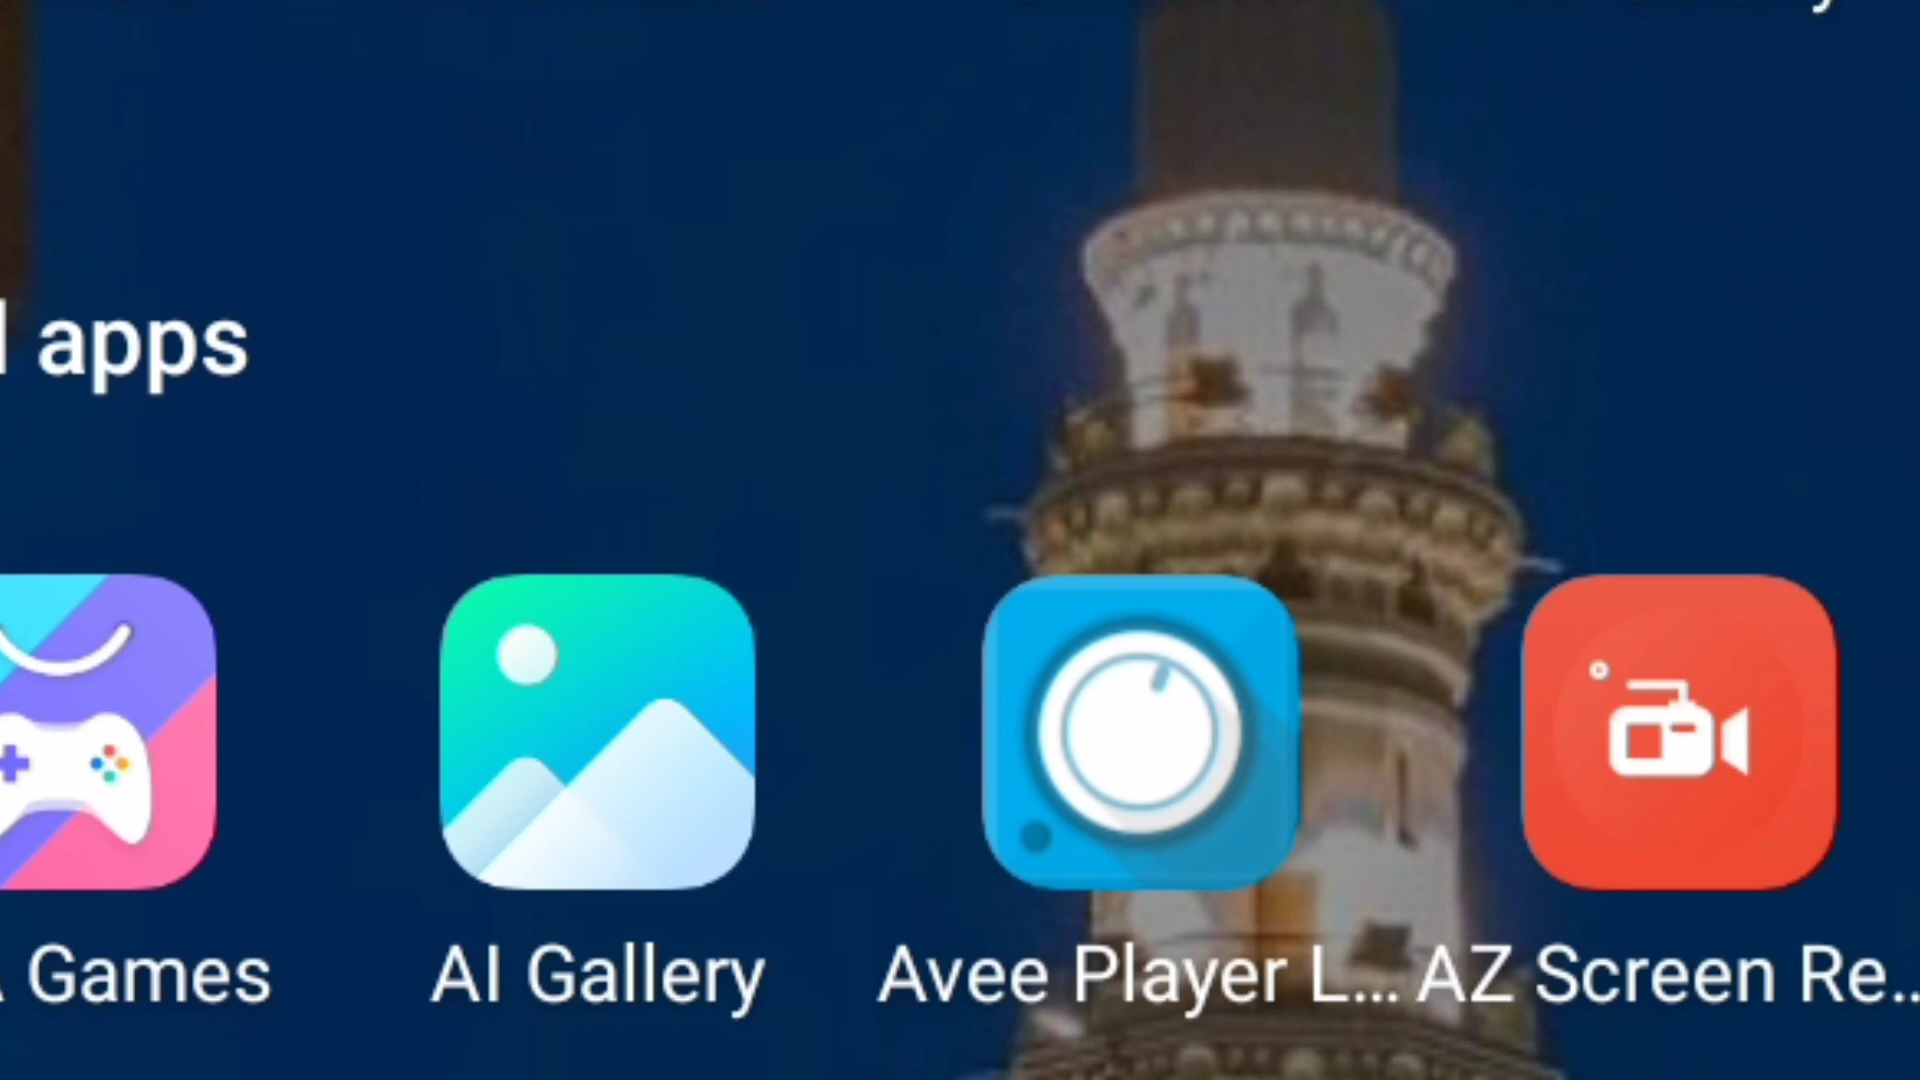 apps
Games
AI Gallery
Avee Player L...
AZ Screen Re...